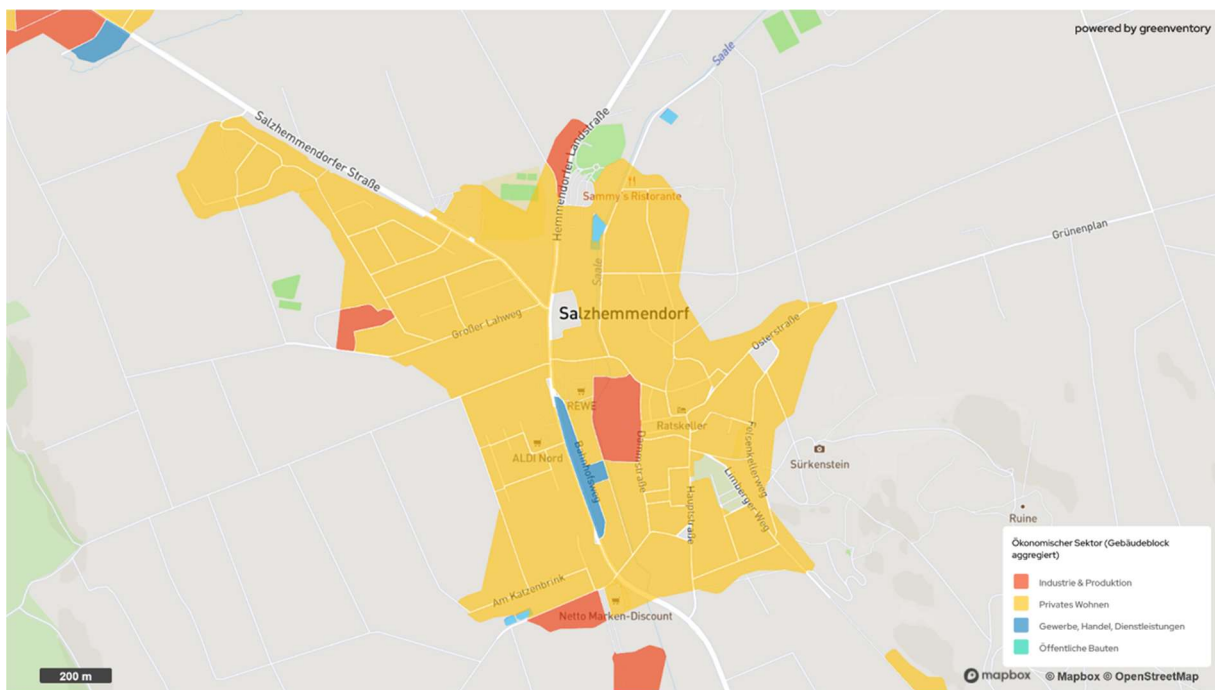 powered by greenventory
Saale
Salzhemmendorfer Straße
Hemmendorfer Landstraße
Sammy's Ristorante
Grünenplan
Saale
Salzhemmendorf
Großer Lahweg
Osterstraße
REWE
Ratskeller
Dammstraße
Bahnhofsweg
ALDI Nord
Felsenkellerweg
Sürkenstein
Limberger Weg
Hauptstraße
Ruine
Ökonomischer Sektor (Gebäudeblock
aggregiert)
Industrie & Produktion
Privates Wohnen
Gewerbe, Handel, Dienstleistungen
Öffentliche Bauten
Am Katzenbrink
Netto Marken-Discount
200 m
mapbox
© Mapbox © OpenStreetMap